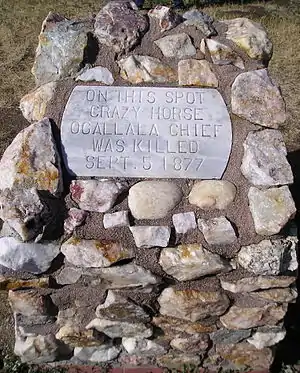 ON THIS SPOT
CRAZY HORSE
OGALLALA CHIEF
WAS KILLED
SEPT. 5 1877